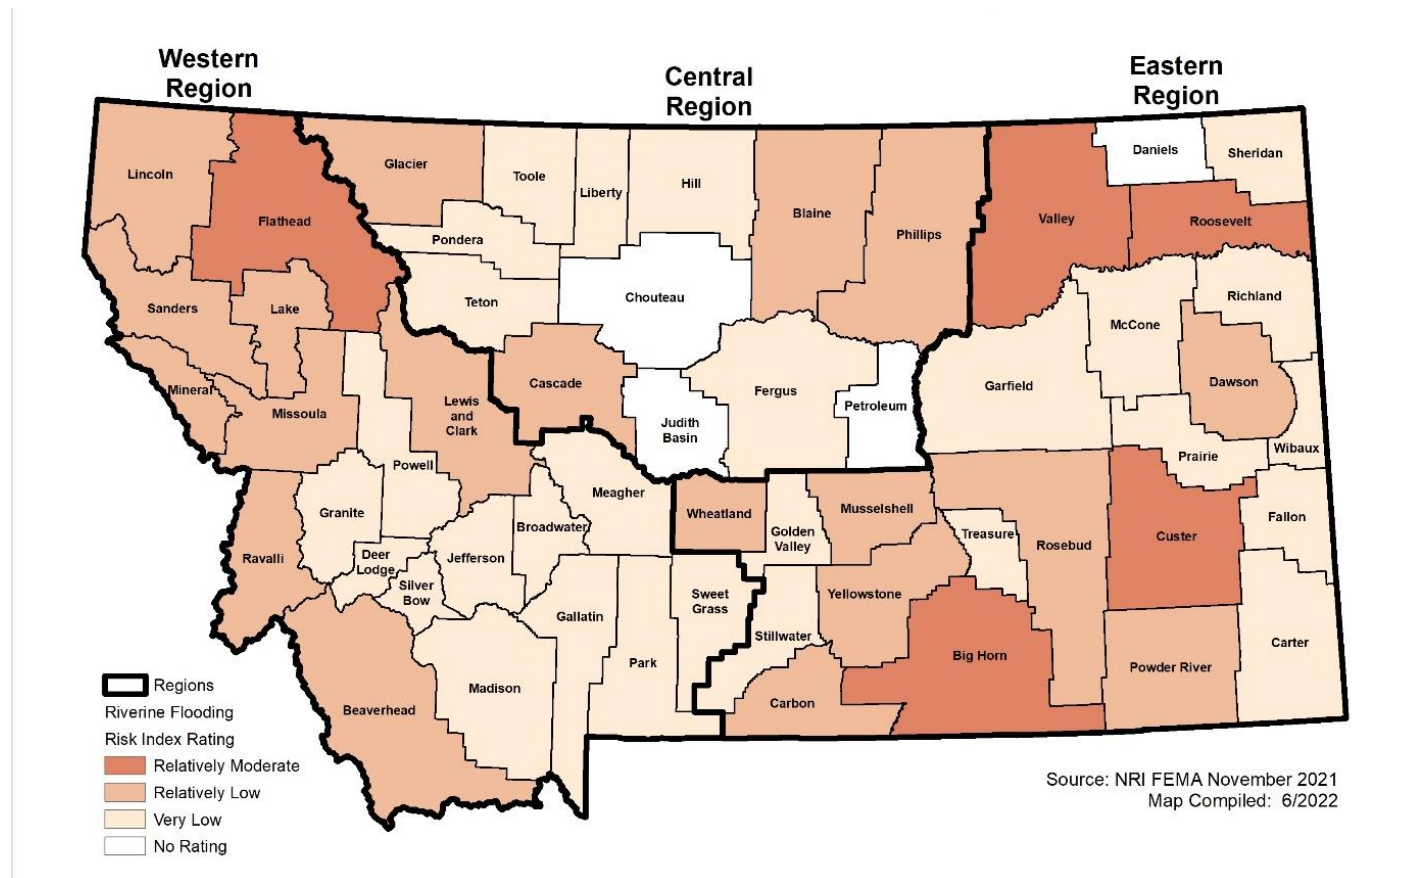 Western
Region
Central
Region
Eastern
Region
Lincoln
Flathead
Glacier
Toole
Liberty
Hill
Blaine
Phillips
Valley
Daniels
Sheridan
Roosevelt
Pondera
Teton
Chouteau
Sanders
Lake
McCone
Richland
Mineral
Missoula
Lewis
and
Clark
Cascade
Judith
Basin
Fergus
Petroleum
Garfield
Dawson
Prairie
Wibaux
Powell
Granite
Meagher
Wheatland
Golden
Valley
Musselshell
Treasure
Rosebud
Custer
Fallon
Ravalli
Deer
Lodge
Silver
Bow
Jefferson
Broadwater
Gallatin
Park
Sweet
Grass
Stillwater
Yellowstone
Big Horn
Powder River
Carter
Beaverhead
Madison
Carbon
Regions
Riverine Flooding
Risk Index Rating
Relatively Moderate
Relatively Low
Very Low
No Rating
Source: NRI FEMA November 2021
Map Compiled: 6/2022